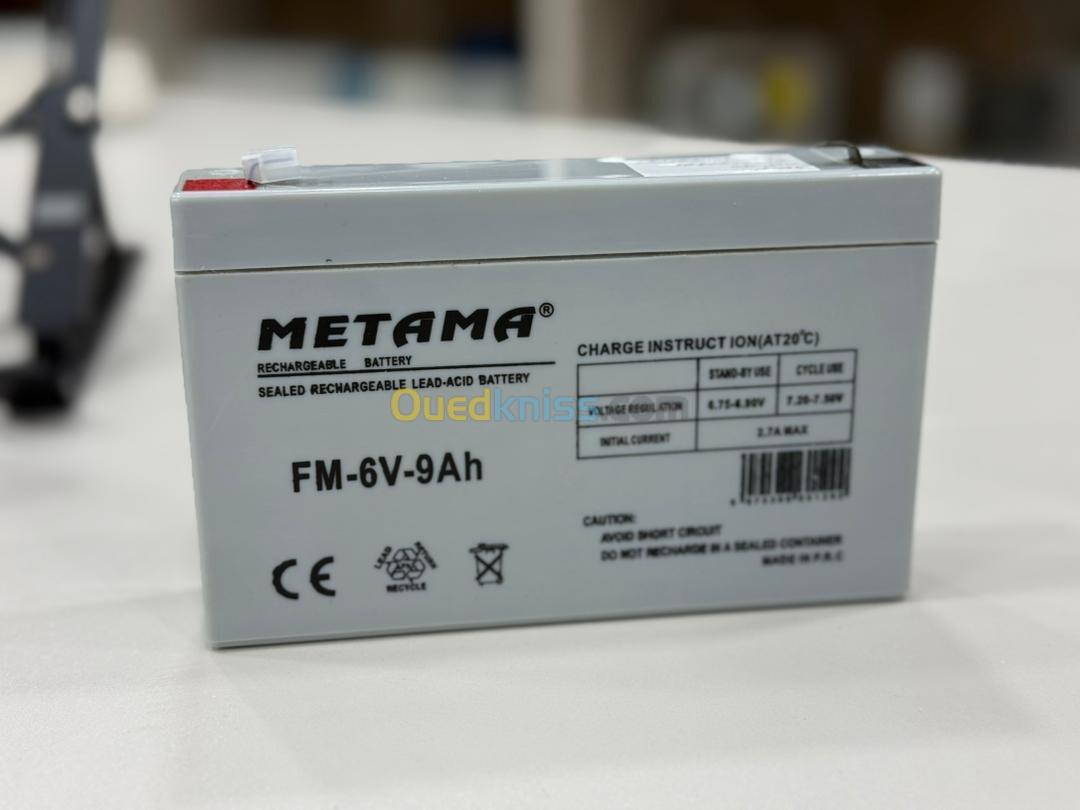 METAMA®
RECHARGEABLE BATTERY
SEALED RECHARGEABLE LEAD-ACID BATTERY
FM-6V-9Ah
CE
LEAD
RECYCLE
CHARGE INSTRUCT ION(AT20℃)
STAND-BY USE CYCLE USE
VOLTAGE REGULATION 6.75-6.90V 7.20-7.50V
INITIAL CURRENT 2.7A MAX
CAUTION:
AVOID SHORT CIRCUIT
DO NOT RECHARGE IN A SEALED CONTAINER
MADE IN P.R.C
Ouedkniss.com